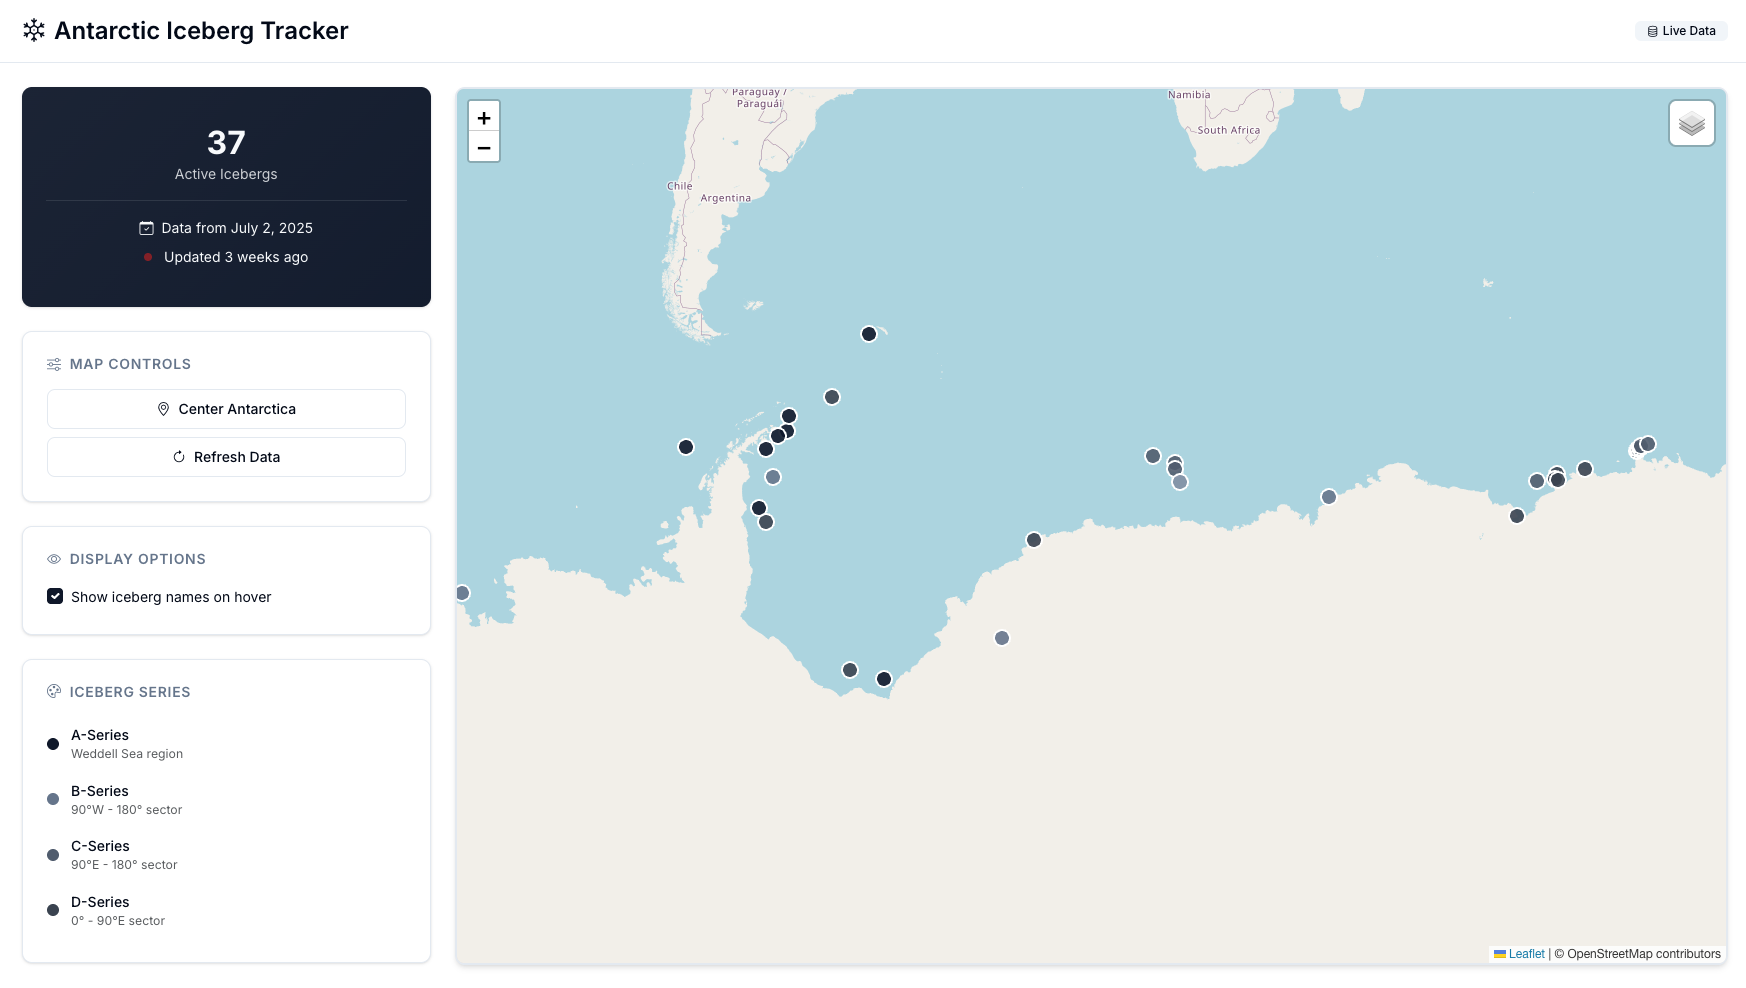 Antarctic Iceberg Tracker
Live Data
37
Active Icebergs
Data from July 2, 2025
Updated 3 weeks ago
MAP CONTROLS
Center Antarctica
Refresh Data
DISPLAY OPTIONS
Show iceberg names on hover
ICEBERG SERIES
A-Series
Weddell Sea region
B-Series
90°W - 180° sector
C-Series
90°E - 180° sector
D-Series
0° - 90°E sector
+
−
Paraguay /
Paraguái
Chile
Argentina
Namibia
South Africa
Leaflet | © OpenStreetMap contributors